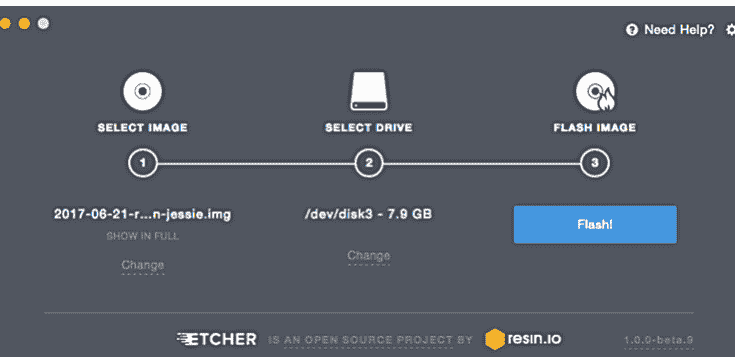 Need Help?
SELECT IMAGE
SELECT DRIVE
FLASH IMAGE
1
2
3
2017-06-21-r...n-jessie.img
SHOW IN FULL
Change
/dev/disk3 - 7.9 GB
Change
Flash!
ETCHER IS AN OPEN SOURCE PROJECT BY resin.io
1.0.0-beta.9